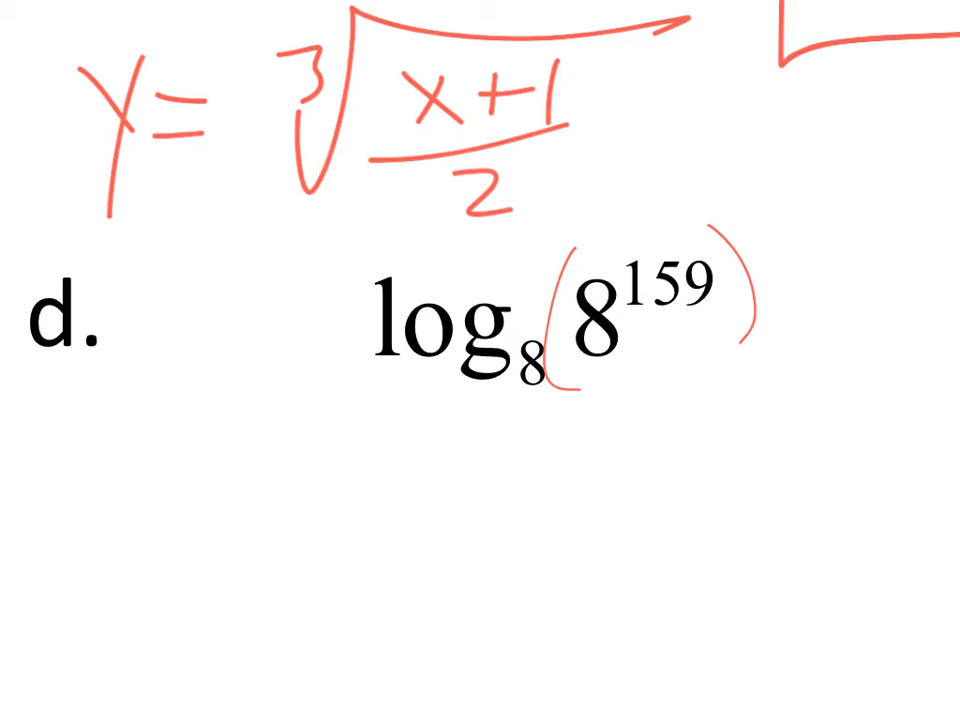 y = ∛((x+1)/2)
d. log₈(8¹⁵⁹)